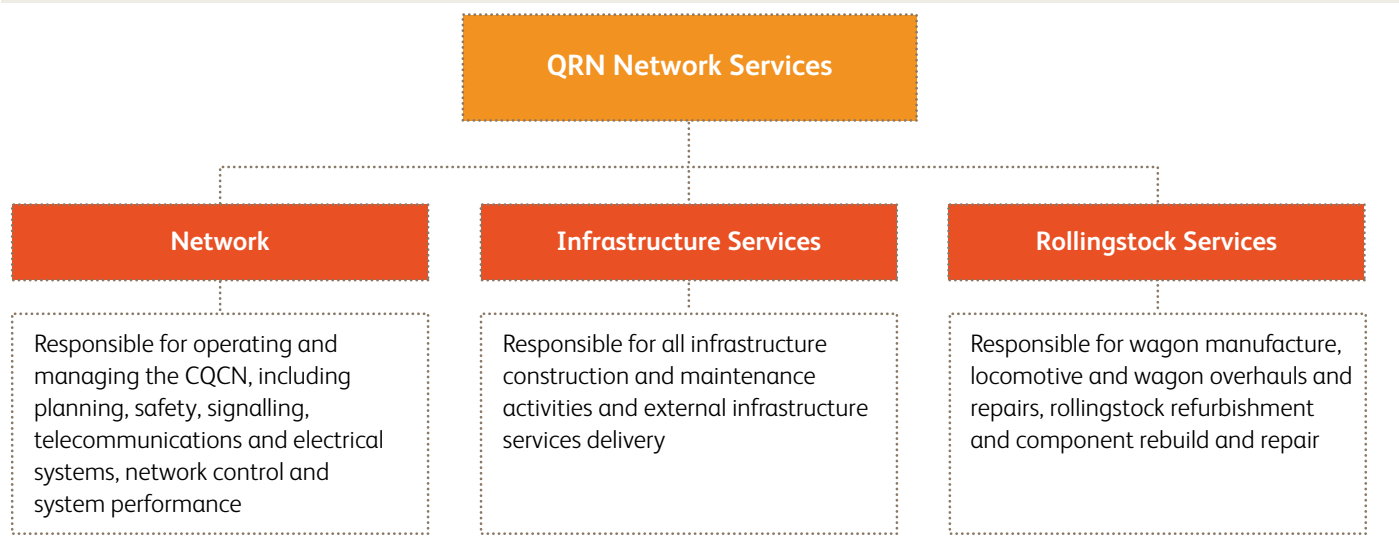 QRN Network Services
Network
Infrastructure Services
Rollingstock Services
Responsible for operating and
managing the CQCN, including
planning, safety, signalling,
telecommunications and electrical
systems, network control and
system performance
Responsible for all infrastructure
construction and maintenance
activities and external infrastructure
services delivery
Responsible for wagon manufacture,
locomotive and wagon overhauls and
repairs, rollingstock refurbishment
and component rebuild and repair